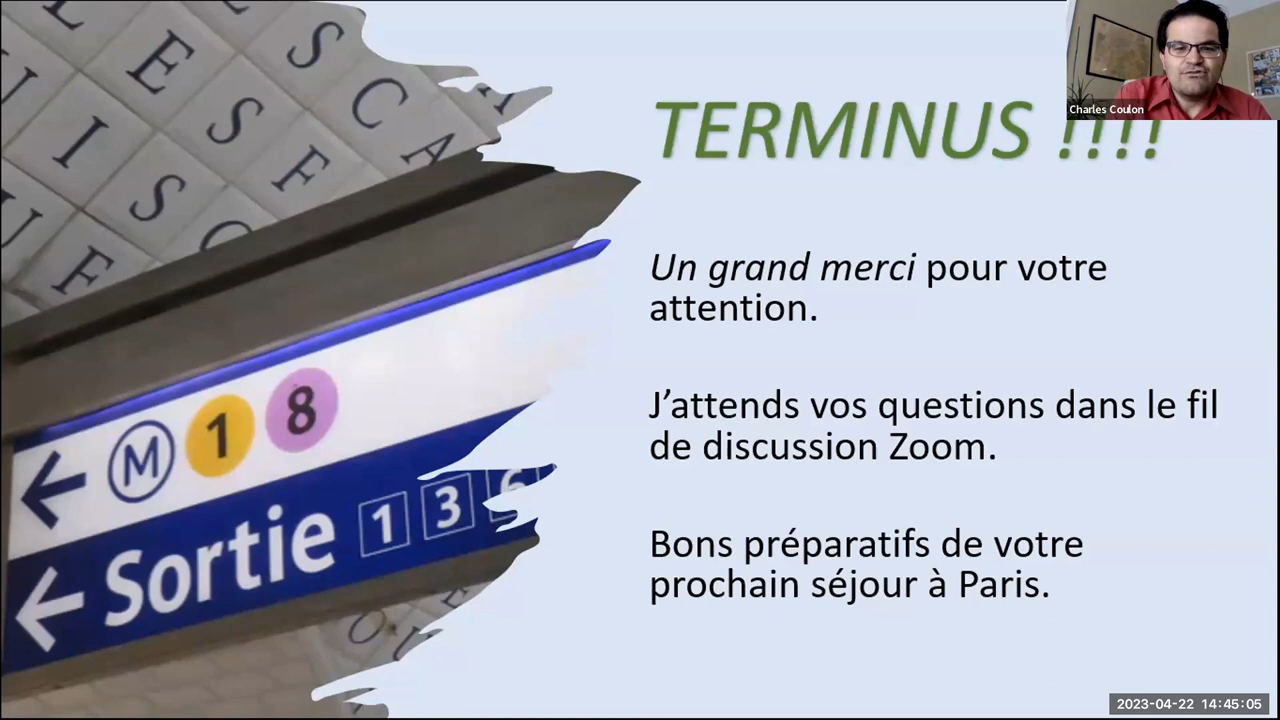 TERMINUS !!!!
Charles Coulon
Un grand merci pour votre
attention.
J’attends vos questions dans le fil
de discussion Zoom.
Bons préparatifs de votre
prochain séjour à Paris.
M 1 8
Sortie 1 3 6
2023-04-22 14:45:05